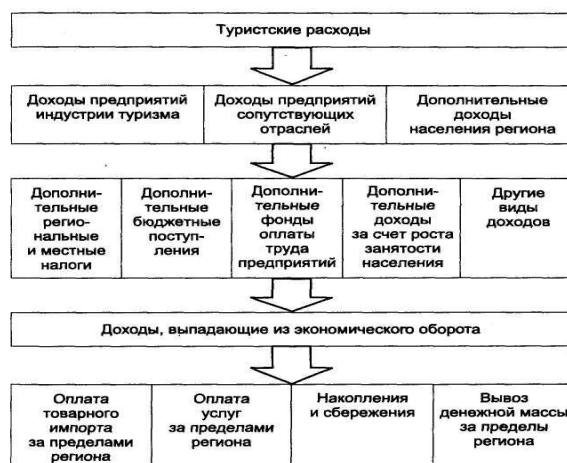 Туристские расходы
Доходы предприятий
индустрии туризма
Доходы предприятий
сопутствующих
отраслей
Дополнительные
доходы
населения региона
Дополни-
тельные
регио-
нальные
и местные
налоги
Дополни-
тельные
бюджетные
поступ-
ления
Дополни-
тельные
фонды
оплаты
труда
предприятий
Дополни-
тельные
доходы
за счет роста
занятости
населения
Другие
виды
доходов
Доходы, выпадающие из экономического оборота
Оплата
товарного
импорта
за пределами
региона
Оплата
услуг
за пределами
региона
Накопления
и сбережения
Вывоз
денежной массы
за пределы
региона